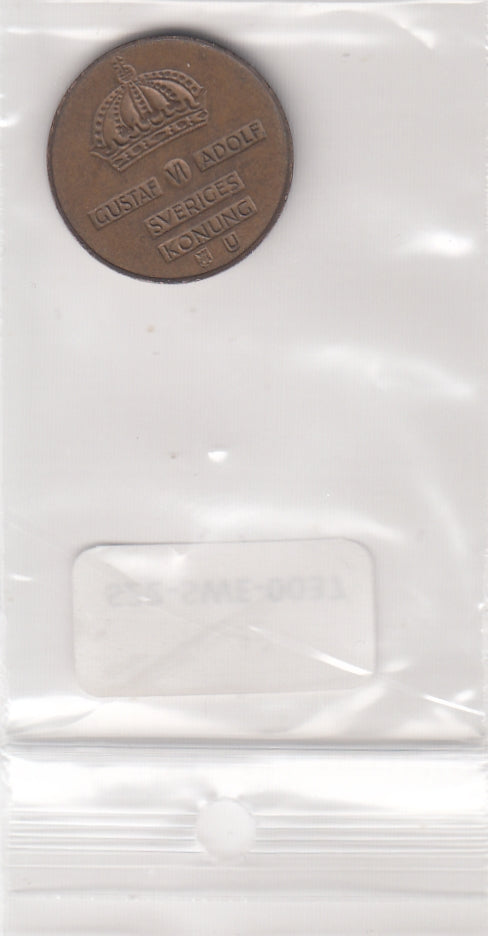 GUSTAF VI ADOLF
SVERIGES
KONUNG
U